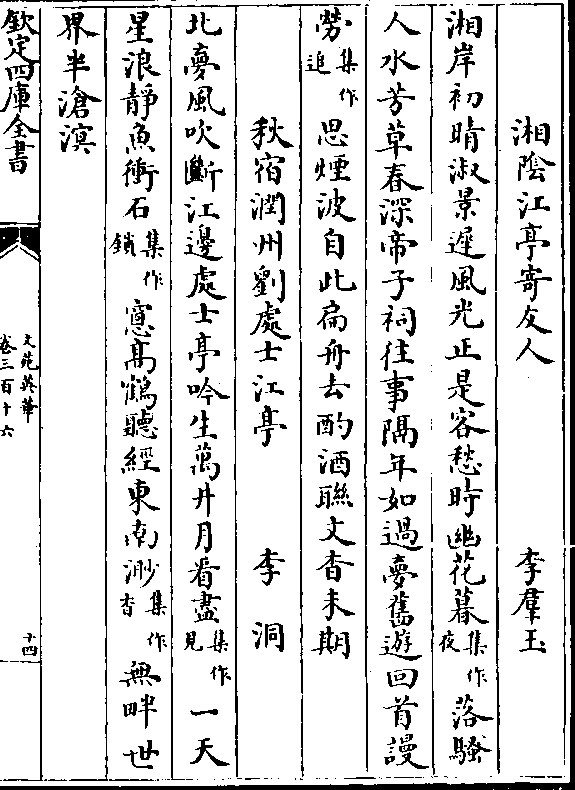 湘陰江亭寄友人　李羣玉
湘岸初晴淑景遲風光正是客愁時幽花暮集作夜落騷
人水芳草春深帝子祠往事隔年如過夢舊遊回首謾
勞集作追思煙波自此扁舟去酌酒聯文杳未期
秋宿潤州劉處士江亭　李洞
北夢風吹斷江邊處士亭吟生萬井月看盡集作見一天
星浪靜魚衝石集作鎖窻高鶴聽經東南渺集作杳無畔世
界半滄溟
欽定四庫全書
文苑英華
卷三百十六
十四